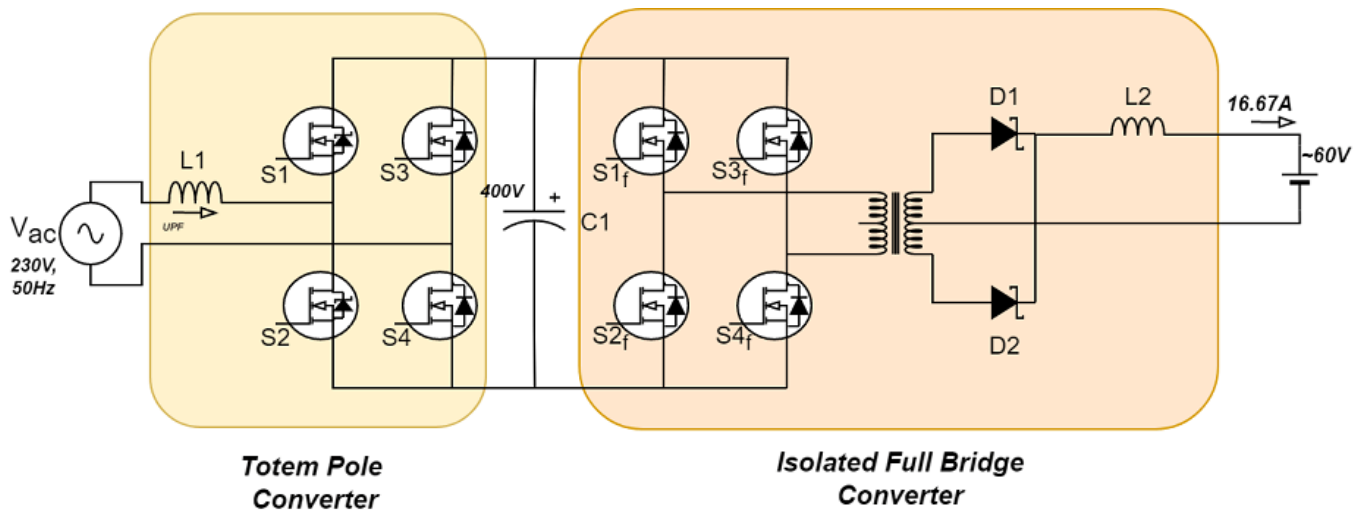 L1
UPF
Vac
230V,
50Hz
S1
S3
S2
S4
400V
+
C1
S1f
S3f
S2f
S4f
D1
D2
L2
16.67A
~60V
Totem Pole
Converter
Isolated Full Bridge
Converter